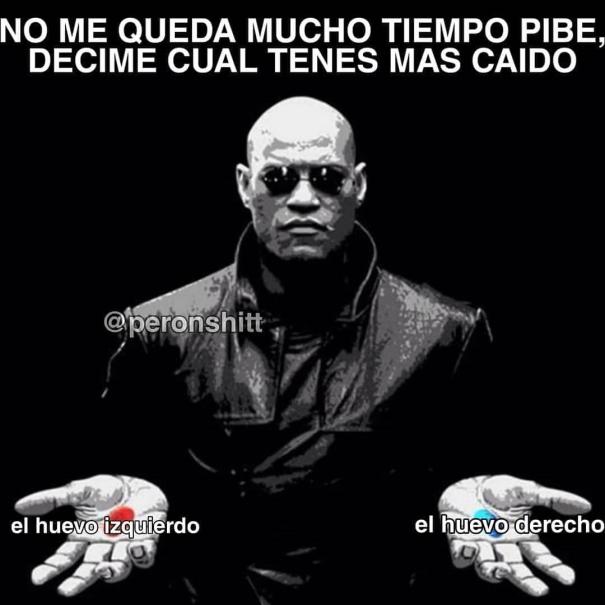 NO ME QUEDA MUCHO TIEMPO PIBE,
DECIME CUAL TENES MAS CAIDO
@peronshitt
el huevo izquierdo
el huevo derecho